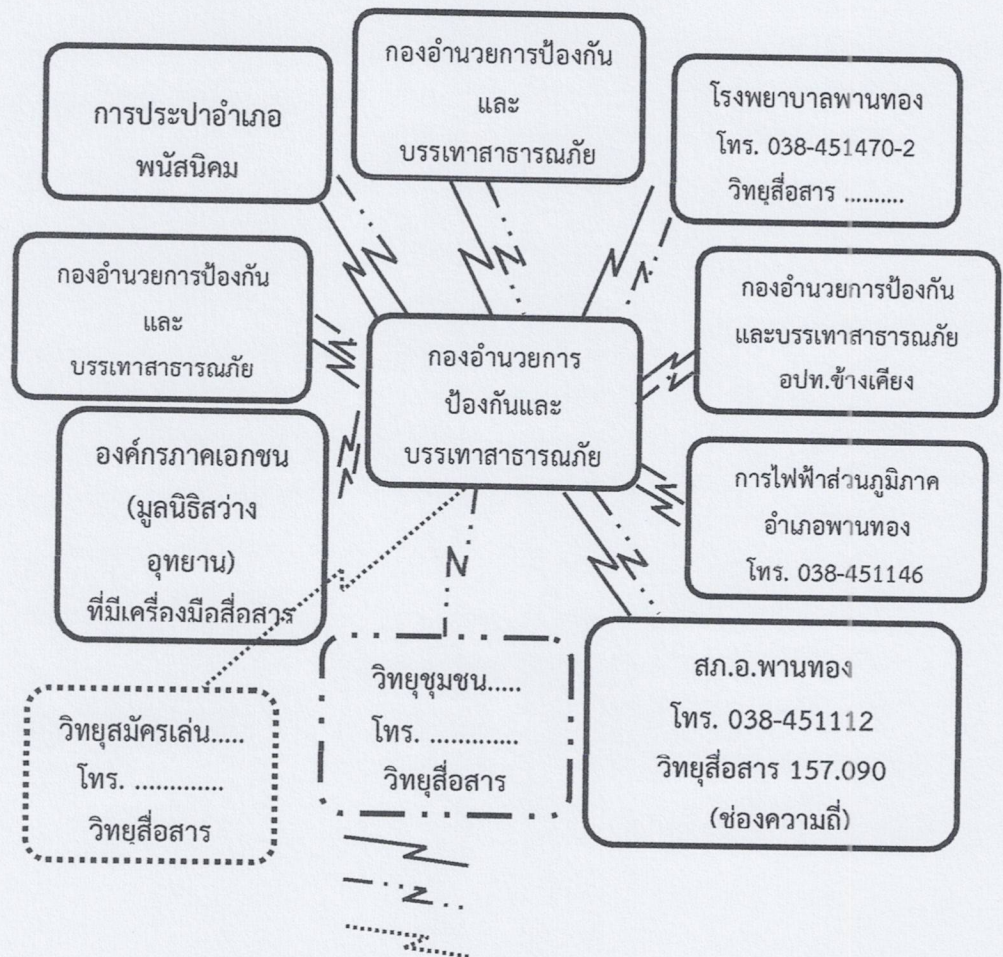 กองอำนวยการป้องกัน
และ
บรรเทาสาธารณภัย
การประปาอำเภอ
พนัสนิคม
โรงพยาบาลพานทอง
โทร. 038-451470-2
วิทยุสื่อสาร ..........
กองอำนวยการป้องกัน
และ
บรรเทาสาธารณภัย
กองอำนวยการ
ป้องกันและ
บรรเทาสาธารณภัย
กองอำนวยการป้องกัน
และบรรเทาสาธารณภัย
อปท.ข้างเคียง
องค์กรภาคเอกชน
(มูลนิธิสว่าง
อุทยาน)
ที่มีเครื่องมือสื่อสาร
การไฟฟ้าส่วนภูมิภาค
อำเภอพานทอง
โทร. 038-451146
วิทยุสมัครเล่น.....
โทร. .............
วิทยุสื่อสาร
วิทยุชุมชน.....
โทร. .............
วิทยุสื่อสาร
สภ.อ.พานทอง
โทร. 038-451112
วิทยุสื่อสาร 157.090
(ช่องความถี่)